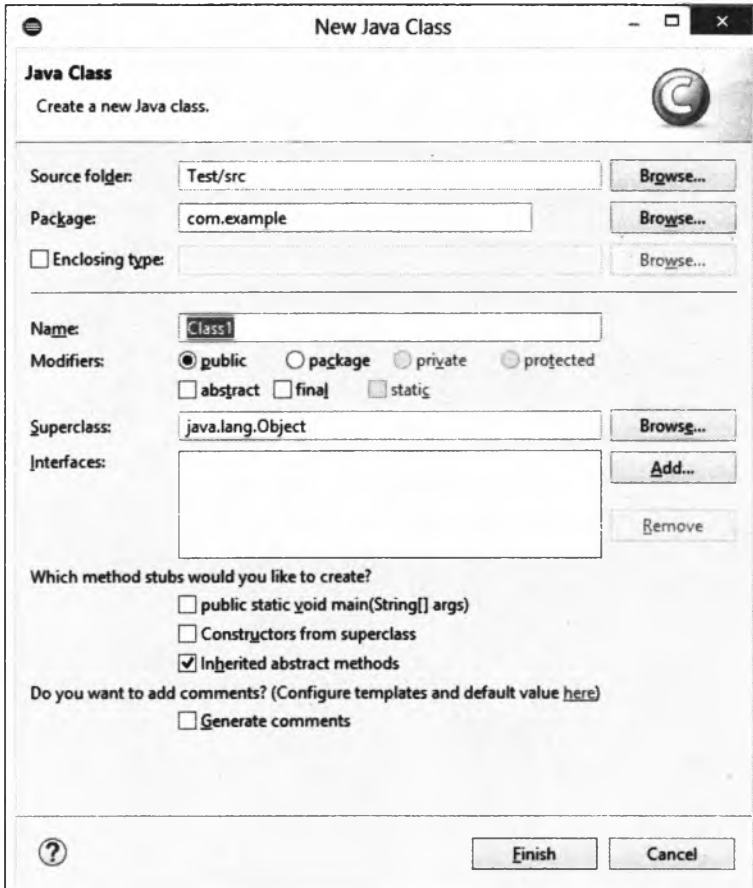 New Java Class
Java Class
Create a new Java class.
Source folder: Test/src Browse...
Package: com.example Browse...
Enclosing type: Browse...
Name: Class1
Modifiers: public package private protected
abstract final static
Superclass: java.lang.Object Browse...
Interfaces: Add...
Remove
Which method stubs would you like to create?
public static void main(String[] args)
Constructors from superclass
Inherited abstract methods
Do you want to add comments? (Configure templates and default value here)
Generate comments
? Finish Cancel